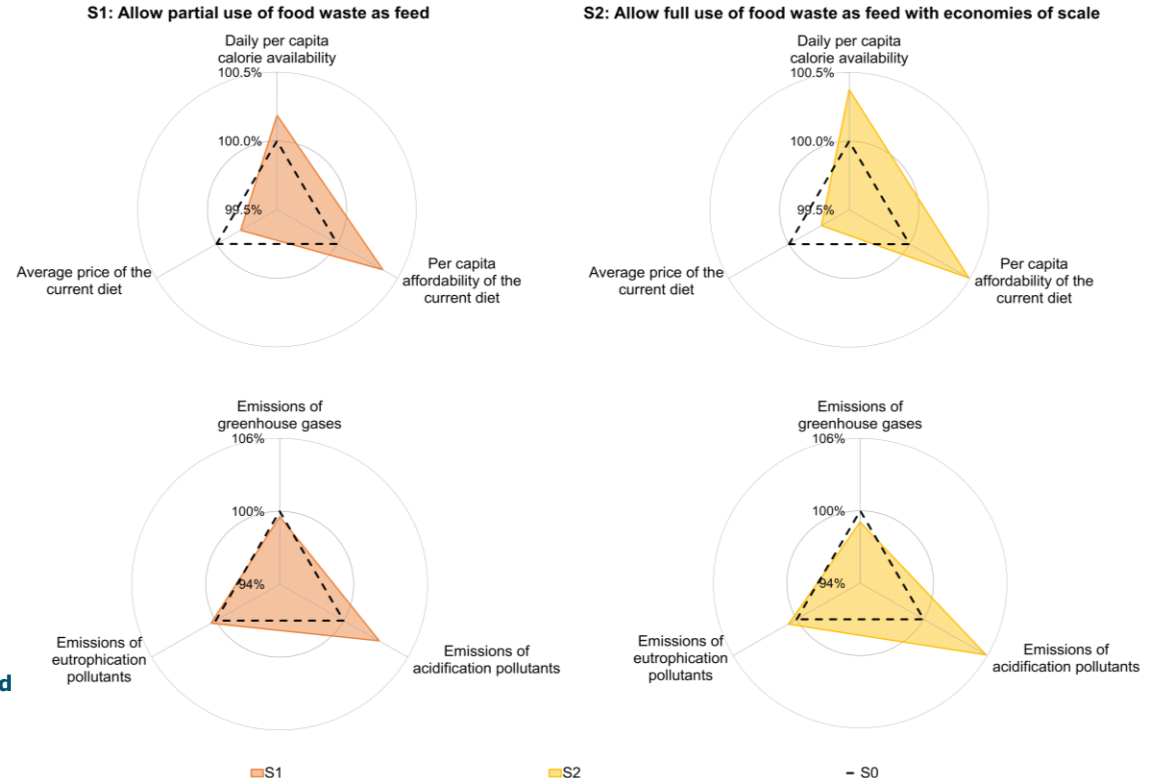 S1: Allow partial use of food waste as feed
S2: Allow full use of food waste as feed with economies of scale
Daily per capita
calorie availability
100.5%
100.0%
99.5%
Average price of the
current diet
Per capita
affordability of the
current diet
Daily per capita
calorie availability
100.5%
100.0%
99.5%
Average price of the
current diet
Per capita
affordability of the
current diet
Emissions of
greenhouse gases
106%
100%
94%
Emissions of
eutrophication
pollutants
Emissions of
acidification pollutants
Emissions of
greenhouse gases
106%
100%
94%
Emissions of
eutrophication
pollutants
Emissions of
acidification pollutants
d
S1
S2
S0